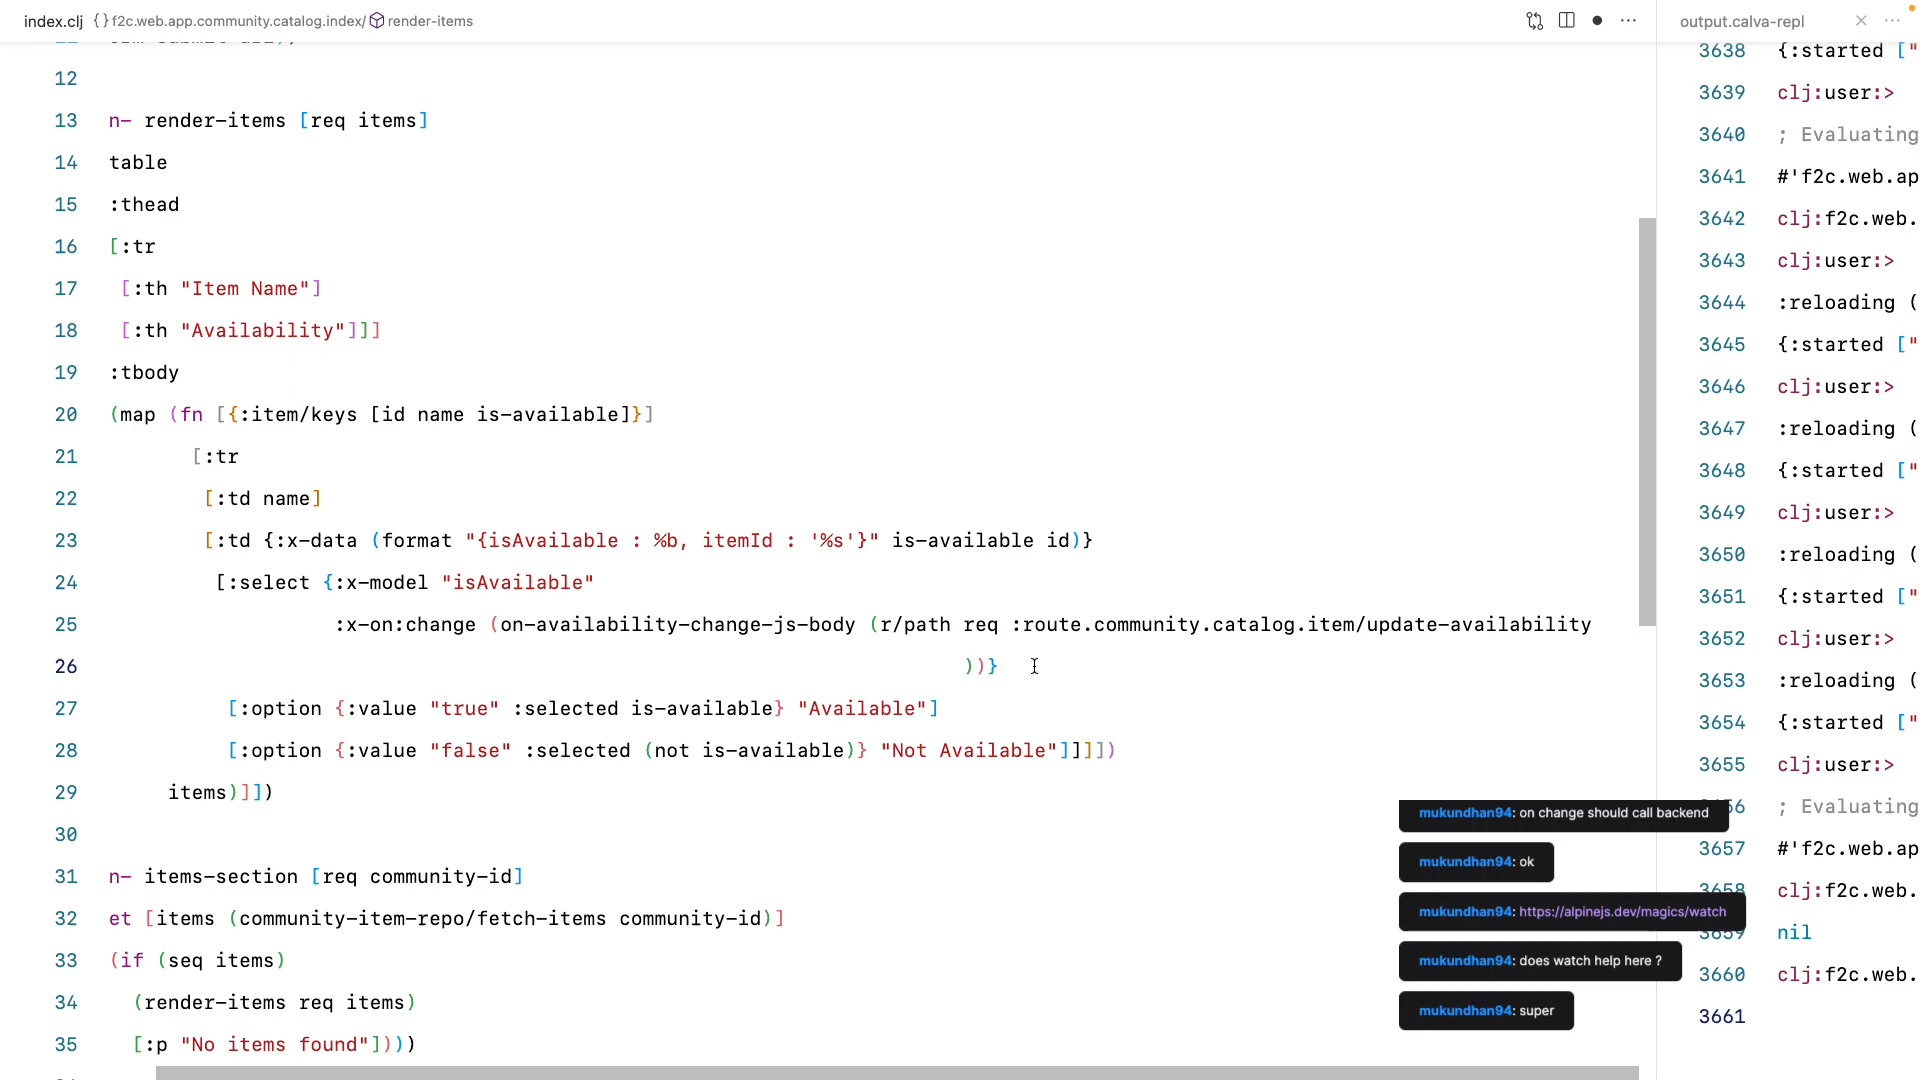 index.clj {} f2c.web.app.community.catalog.index/ render-items
output.calva-repl
12
13 n- render-items [req items]
14 table
15 :thead
16 [:tr
17 [:th "Item Name"]
18 [:th "Availability"]]]
19 :tbody
20 (map (fn [{:item/keys [id name is-available]}]
21 [:tr
22 [:td name]
23 [:td {:x-data (format "{isAvailable : %b, itemId : '%s'}" is-available id)}
24 [:select {:x-model "isAvailable"
25 :x-on:change (on-availability-change-js-body (r/path req :route.community.catalog.item/update-availability
26 ))}
27 [:option {:value "true" :selected is-available} "Available"]
28 [:option {:value "false" :selected (not is-available)} "Not Available"]]]])
29 items)]])
30
31 n- items-section [req community-id]
32 et [items (community-item-repo/fetch-items community-id)]
33 (if (seq items)
34 (render-items req items)
35 [:p "No items found"])))
3638 {:started ["
3639 clj:user:>
3640 ; Evaluating
3641 #'f2c.web.ap
3642 clj:f2c.web.
3643 clj:user:>
3644 :reloading (
3645 {:started ["
3646 clj:user:>
3647 :reloading (
3648 {:started ["
3649 clj:user:>
3650 :reloading (
3651 {:started ["
3652 clj:user:>
3653 :reloading (
3654 {:started ["
3655 clj:user:>
56 ; Evaluating
3657 #'f2c.web.ap
3658 clj:f2c.web.
3659 nil
3660 clj:f2c.web.
3661
mukundhan94: on change should call backend
mukundhan94: ok
mukundhan94: https://alpinejs.dev/magics/watch
mukundhan94: does watch help here ?
mukundhan94: super